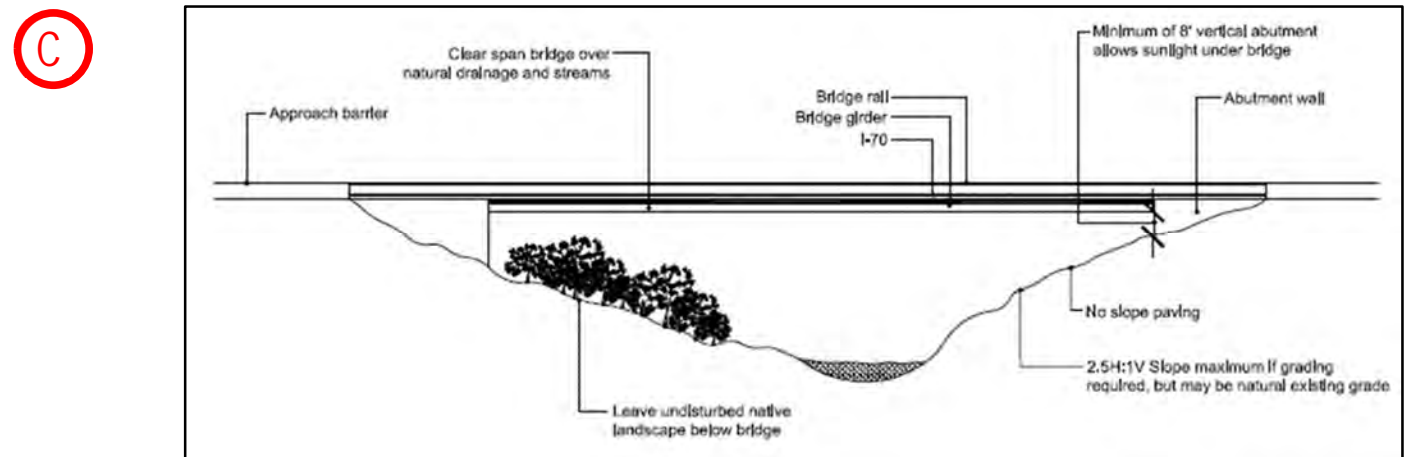 C
Minimum of 8' vertical abutment
allows sunlight under bridge
Clear span bridge over
natural drainage and streams
Bridge rail
Abutment wall
Approach barrier
Bridge girder
I-70
No slope paving
2.5H:1V Slope maximum if grading
required, but may be natural existing grade
Leave undisturbed native
landscape below bridge